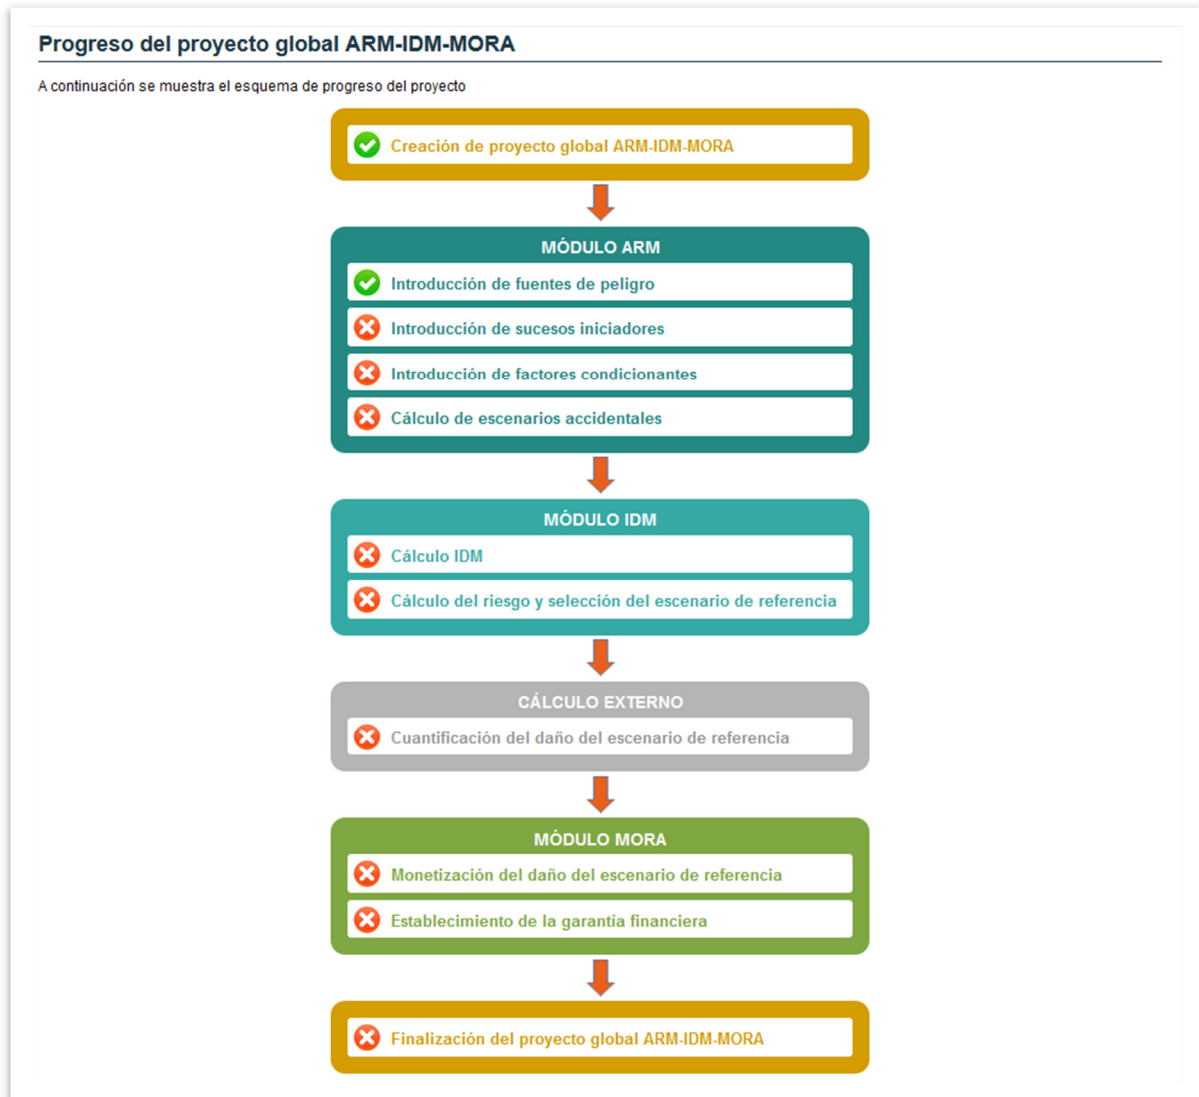 Progreso del proyecto global ARM-IDM-MORA
A continuación se muestra el esquema de progreso del proyecto
Creación de proyecto global ARM-IDM-MORA
MÓDULO ARM
Introducción de fuentes de peligro
Introducción de sucesos iniciadores
Introducción de factores condicionantes
Cálculo de escenarios accidentales
MÓDULO IDM
Cálculo IDM
Cálculo del riesgo y selección del escenario de referencia
CÁLCULO EXTERNO
Cuantificación del daño del escenario de referencia
MÓDULO MORA
Monetización del daño del escenario de referencia
Establecimiento de la garantía financiera
Finalización del proyecto global ARM-IDM-MORA